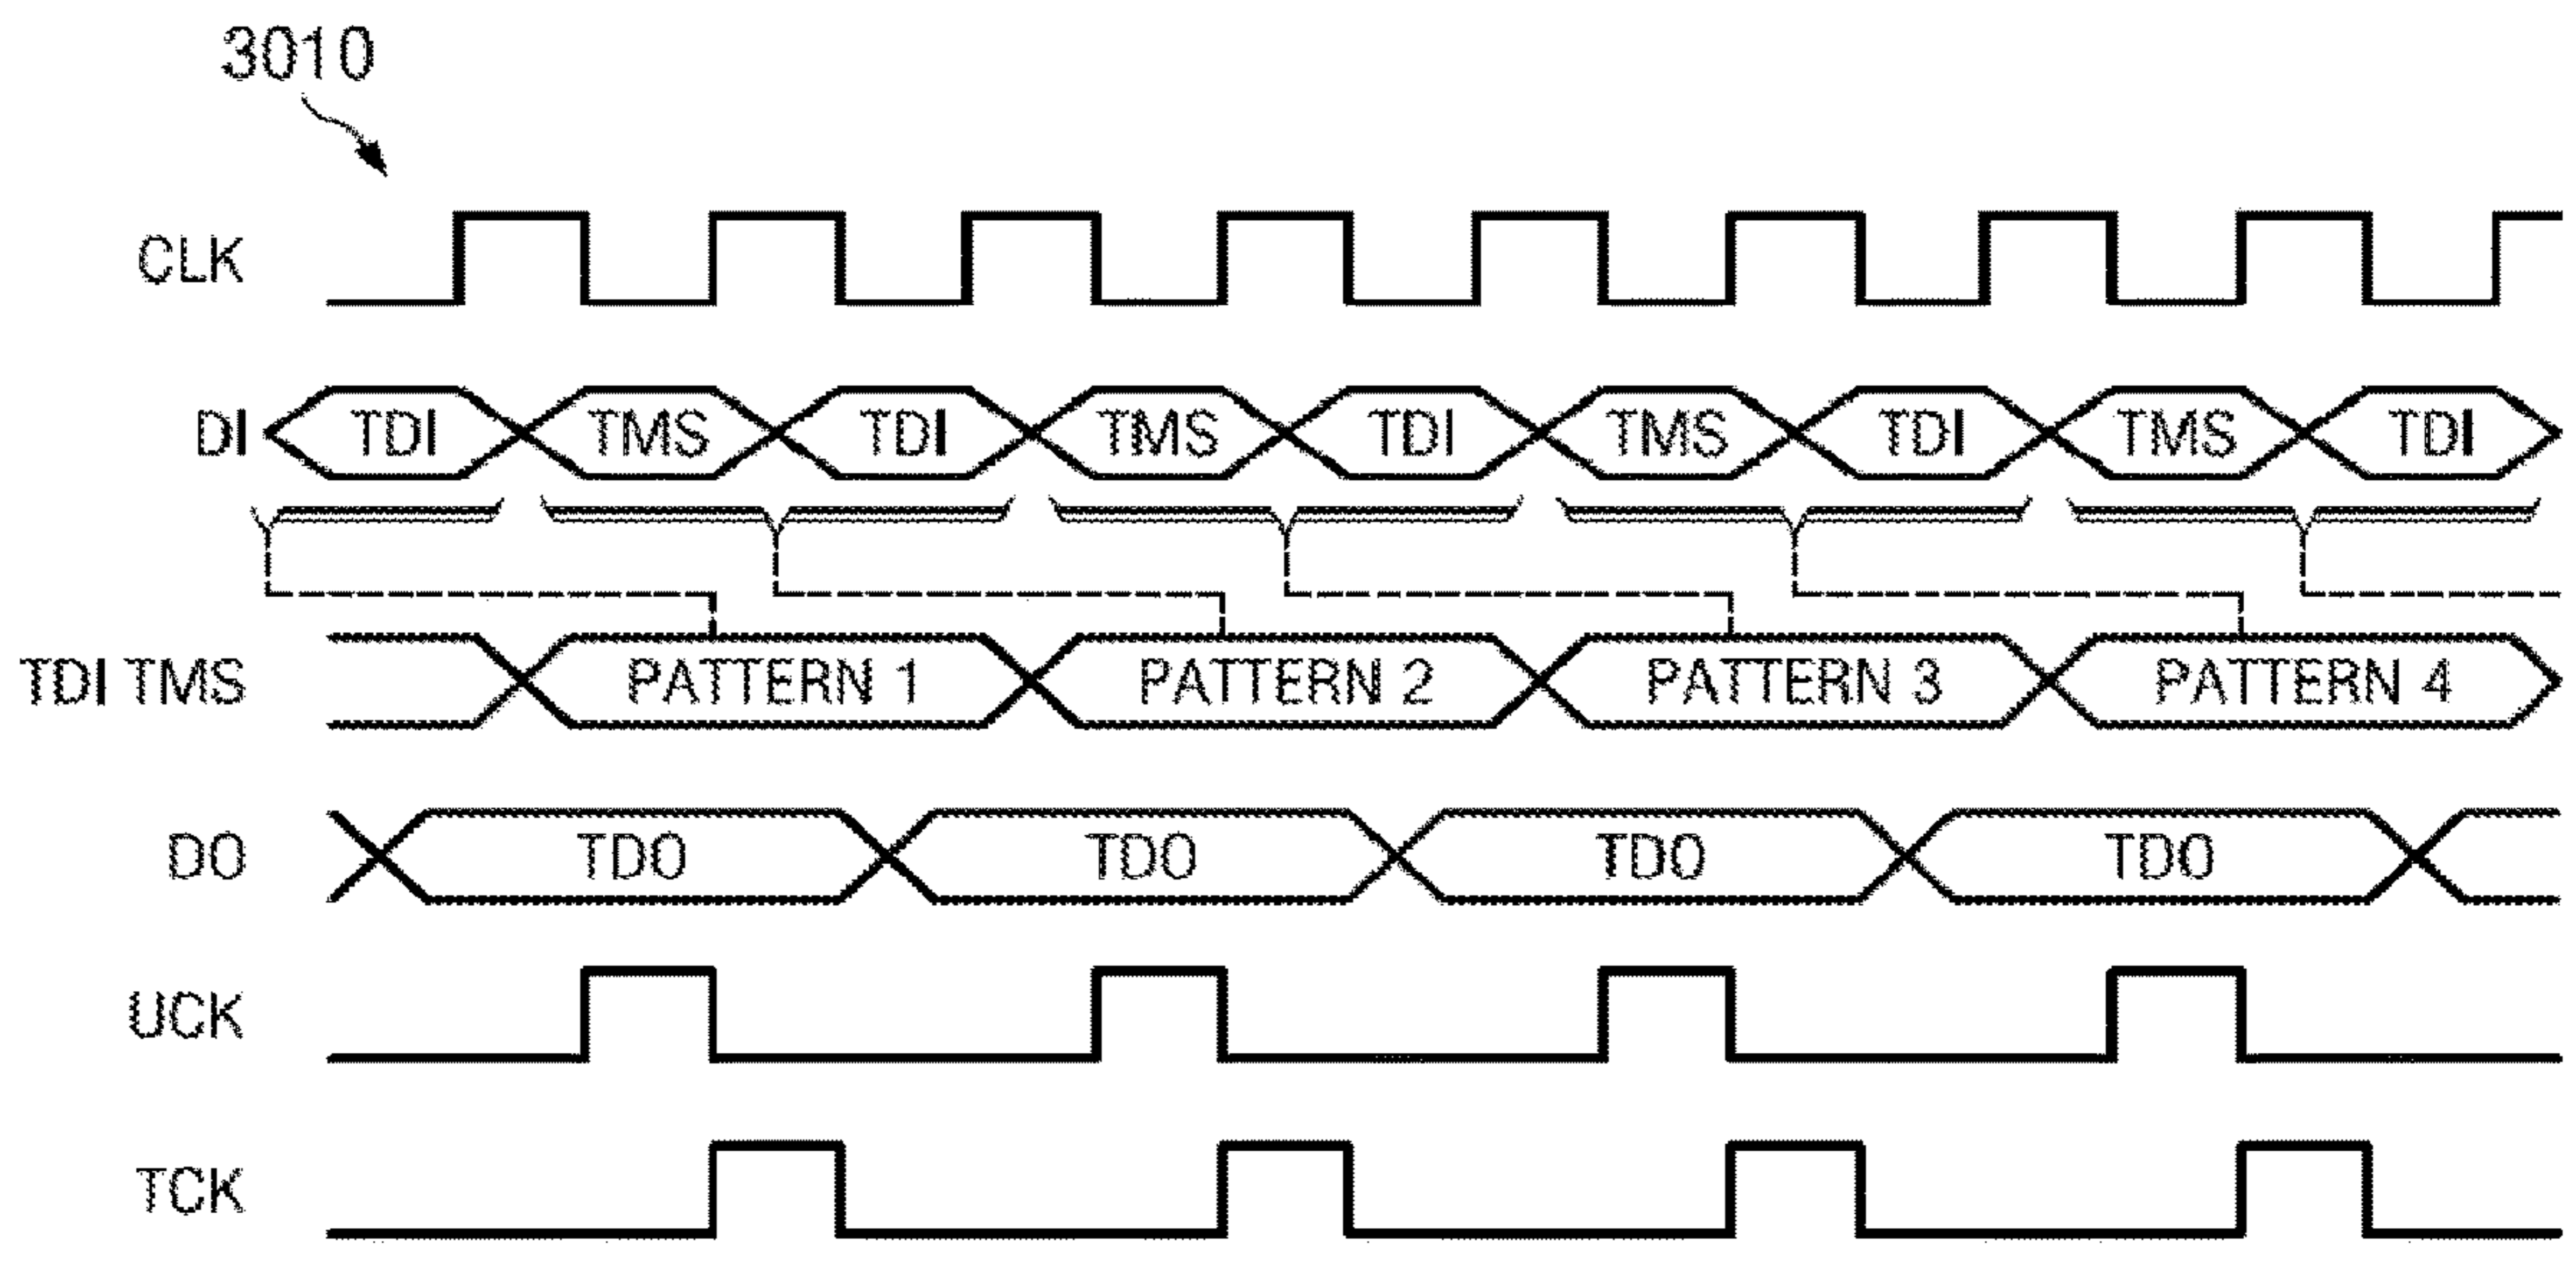 3010
CLK
DI TDI TMS TDI TMS TDI TMS TDI TMS TDI
TDI TMS PATTERN 1 PATTERN 2 PATTERN 3 PATTERN 4
DO TDO TDO TDO TDO
UCK
TCK